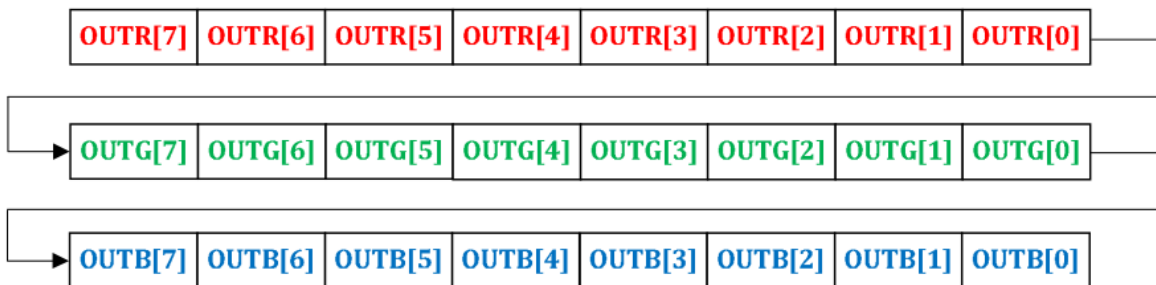 OUTR[7] OUTR[6] OUTR[5] OUTR[4] OUTR[3] OUTR[2] OUTR[1] OUTR[0]
OUTG[7] OUTG[6] OUTG[5] OUTG[4] OUTG[3] OUTG[2] OUTG[1] OUTG[0]
OUTB[7] OUTB[6] OUTB[5] OUTB[4] OUTB[3] OUTB[2] OUTB[1] OUTB[0]